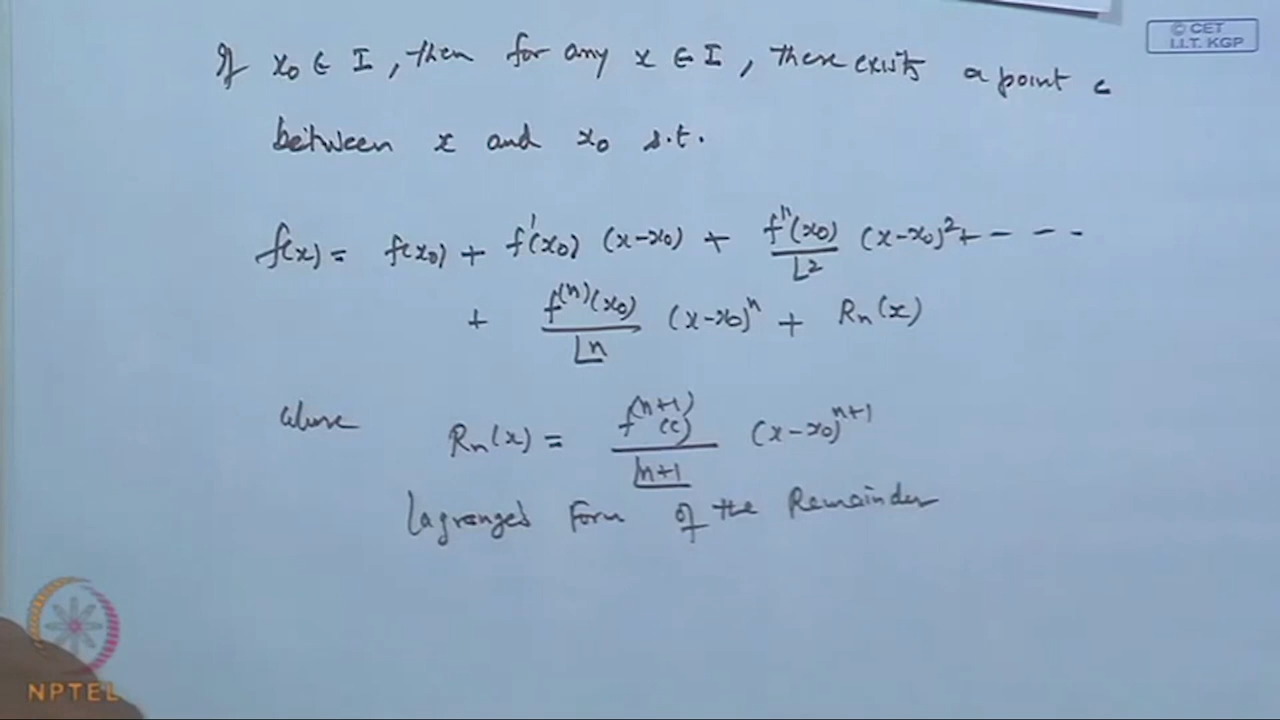 © CET
I.I.T. KGP
If x₀ ∈ I, then for any x ∈ I, there exists a point c
between x and x₀ s.t.
f(x) = f(x₀) + f'(x₀) (x-x₀) + f''(x₀)/⌊2 (x-x₀)² + - - -
+ f⁽ⁿ⁾(x₀)/⌊n (x-x₀)ⁿ + Rₙ(x)
where Rₙ(x) = f⁽ⁿ⁺¹⁾(c)/⌊n+1 (x-x₀)ⁿ⁺¹
Lagranges Form of the Remainder
NPTEL